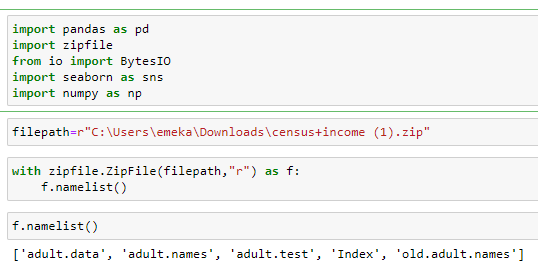 import pandas as pd
import zipfile
from io import BytesIO
import seaborn as sns
import numpy as np
filepath=r"C:\Users\emeka\Downloads\census+income (1).zip"
with zipfile.ZipFile(filepath,"r") as f:
    f.namelist()
f.namelist()
['adult.data', 'adult.names', 'adult.test', 'Index', 'old.adult.names']